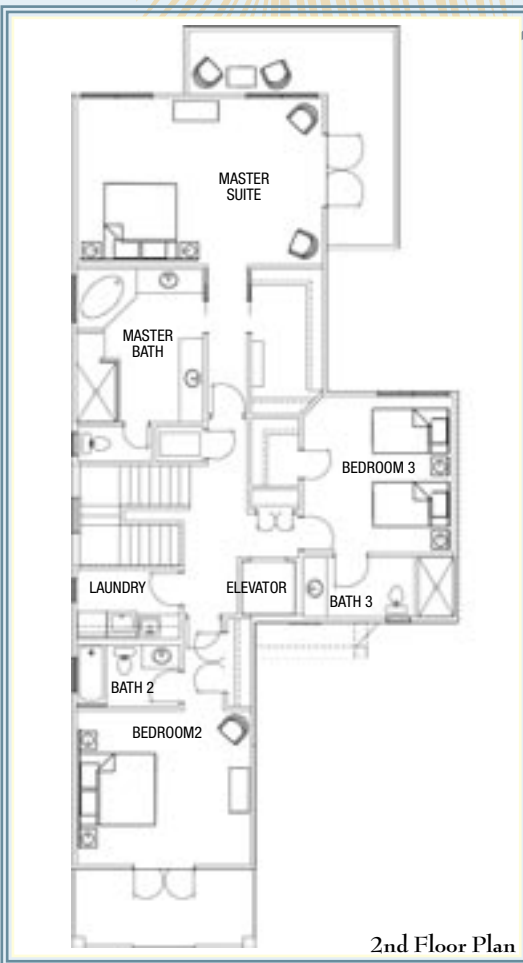 MASTER
SUITE
MASTER
BATH
BEDROOM 3
LAUNDRY
ELEVATOR
BATH 3
BATH 2
BEDROOM2
2nd Floor Plan